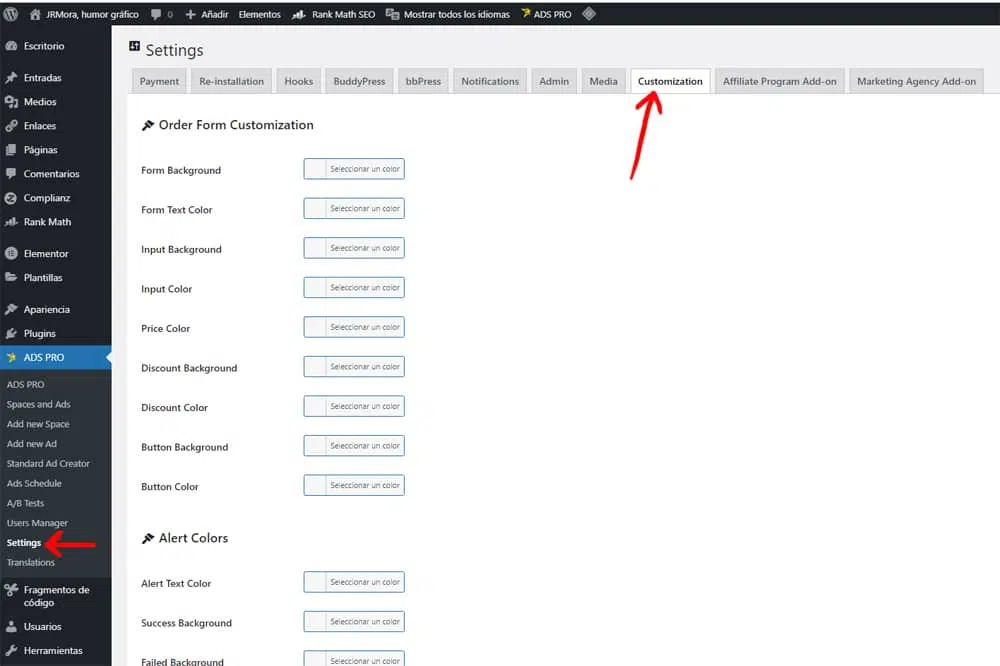 JRMora, humor gráfico 0 Añadir Elementos Rank Math SEO Mostrar todos los idiomas ADS PRO
Escritorio
Entradas
Medios
Enlaces
Páginas
Comentarios
Complianz
Rank Math
Elementor
Plantillas
Apariencia
Plugins
ADS PRO
ADS PRO
Spaces and Ads
Add new Space
Add new Ad
Standard Ad Creator
Ads Schedule
A/B Tests
Users Manager
Settings
Translations
Fragmentos de
código
Usuarios
Herramientas
Settings
Payment Re-installation Hooks BuddyPress bbPress Notifications Admin Media Customization Affiliate Program Add-on Marketing Agency Add-on
Order Form Customization
Form Background Seleccionar un color
Form Text Color Seleccionar un color
Input Background Seleccionar un color
Input Color Seleccionar un color
Price Color Seleccionar un color
Discount Background Seleccionar un color
Discount Color Seleccionar un color
Button Background Seleccionar un color
Button Color Seleccionar un color
Alert Colors
Alert Text Color Seleccionar un color
Success Background Seleccionar un color
Failed Background Seleccionar un color